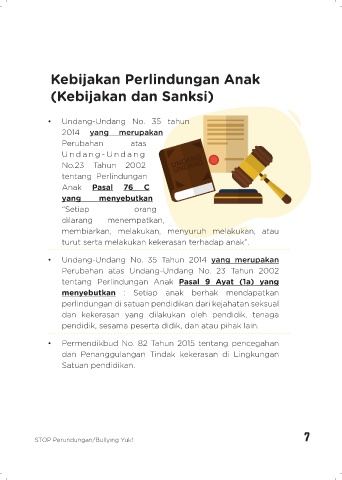 Kebijakan Perlindungan Anak
(Kebijakan dan Sanksi)
• Undang-Undang No. 35 tahun
2014 yang merupakan
Perubahan atas
Undang-Undang
No.23 Tahun 2002
tentang Perlindungan
Anak Pasal 76 C
yang menyebutkan
"Setiap orang
dilarang menempatkan,
membiarkan, melakukan, menyuruh melakukan, atau
turut serta melakukan kekerasan terhadap anak".
• Undang-Undang No. 35 Tahun 2014 yang merupakan
Perubahan atas Undang-Undang No. 23 Tahun 2002
tentang Perlindungan Anak Pasal 9 Ayat (1a) yang
menyebutkan : Setiap anak berhak mendapatkan
perlindungan di satuan pendidikan dari kejahatan seksual
dan kekerasan yang dilakukan oleh pendidik, tenaga
pendidik, sesama peserta didik, dan atau pihak lain.
• Permendikbud No. 82 Tahun 2015 tentang pencegahan
dan Penanggulangan Tindak kekerasan di Lingkungan
Satuan pendidikan.
STOP Perundungan/Bullying Yuk!
7